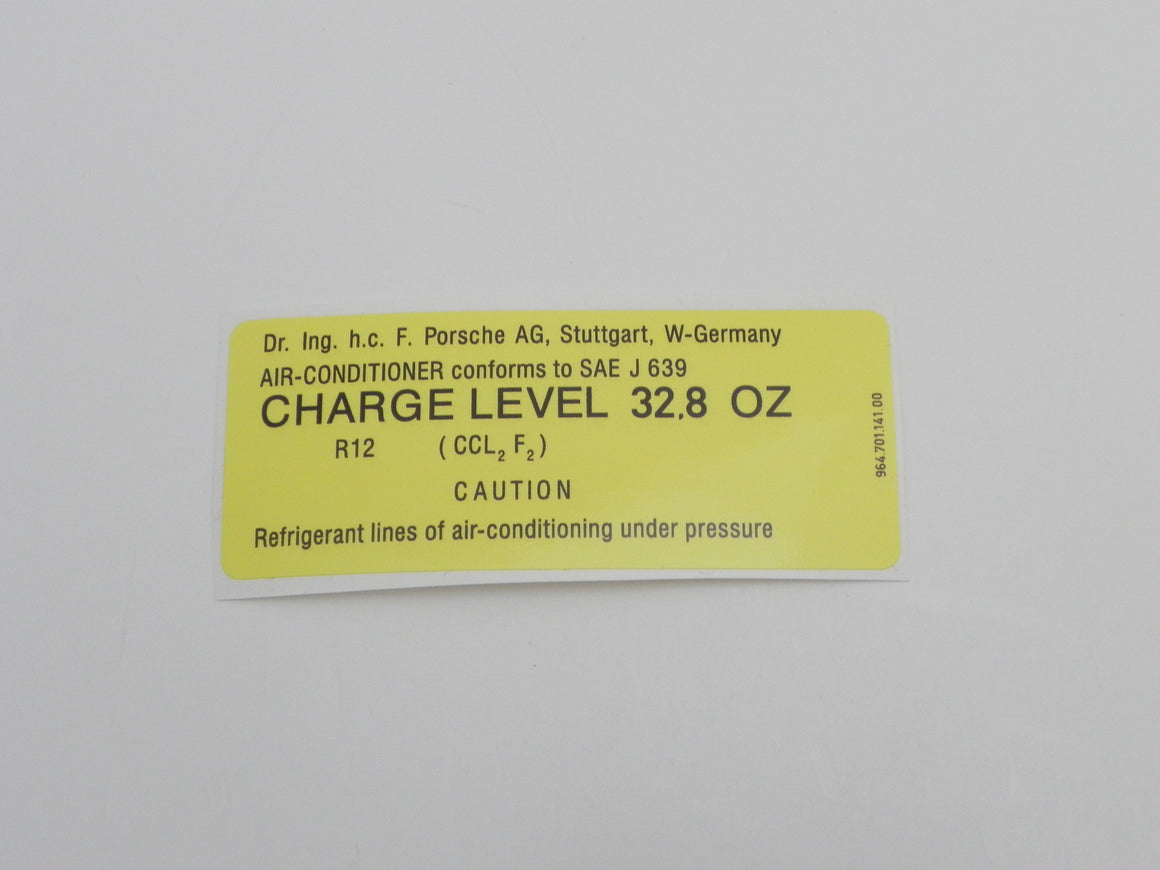 Dr. Ing. h.c. F. Porsche AG, Stuttgart, W-Germany
AIR-CONDITIONER conforms to SAE J 639
CHARGE LEVEL 32,8 OZ
R12 (CCL₂ F₂)
CAUTION
Refrigerant lines of air-conditioning under pressure
964.701.141.00